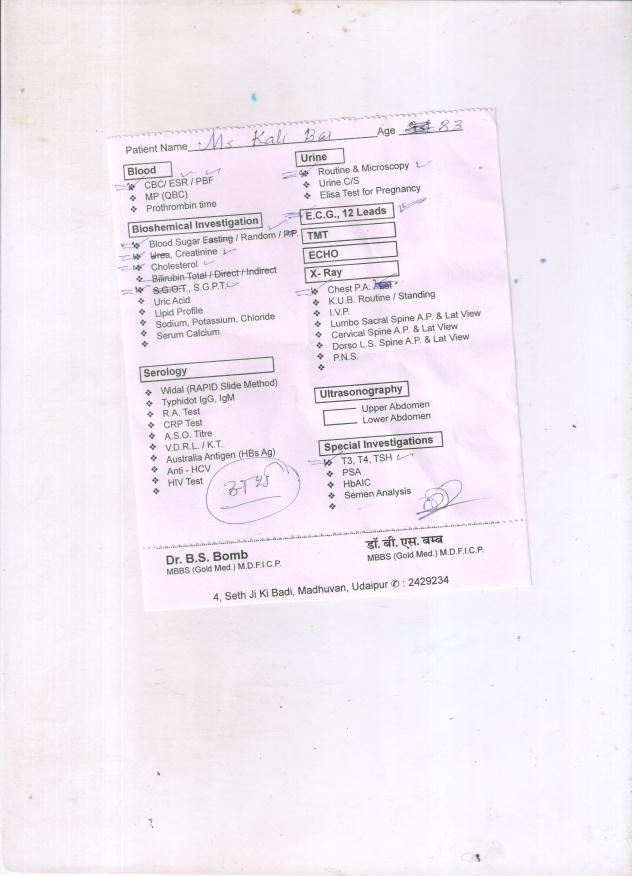 Patient Name Ms Kali Bai Age 83
Blood
CBC/ ESR / PBF
MP (QBC)
Prothrombin time
Bioshemical Investigation
Blood Sugar Easting / Random / P.P.
Urea, Creatinine
Cholesterol
Bilirubin Total / Direct / Indirect
S.G.O.T., S.G.P.T.
Uric Acid
Lipid Profile
Sodium, Potassium, Chloride
Serum Calcium
Serology
Widal (RAPID Slide Method)
Typhidot IgG, IgM
R.A. Test
CRP Test
A.S.O. Titre
V.D.R.L. / K.T.
Australia Antigen (HBs Ag)
Anti - HCV
HIV Test
Urine
Routine & Microscopy
Urine C/S
Elisa Test for Pregnancy
E.C.G., 12 Leads
TMT
ECHO
X- Ray
Chest P.A. / Lat
K.U.B. Routine / Standing
I.V.P.
Lumbo Sacral Spine A.P & Lat View
Cervical Spine A.P & Lat View
Dorso L.S. Spine A.P & Lat View
P.N.S.
Ultrasonography
Upper Abdomen
Lower Abdomen
Special Investigations
T3, T4, TSH
PSA
HbAIC
Semen Analysis
Dr. B.S. Bomb
MBBS (Gold Med.) M.D.F.I.C.P.
डॉ. बी. एस. बम्ब
MBBS (Gold Med.) M.D.F.I.C.P.
4, Seth Ji Ki Badi, Madhuvan, Udaipur ✆ : 2429234